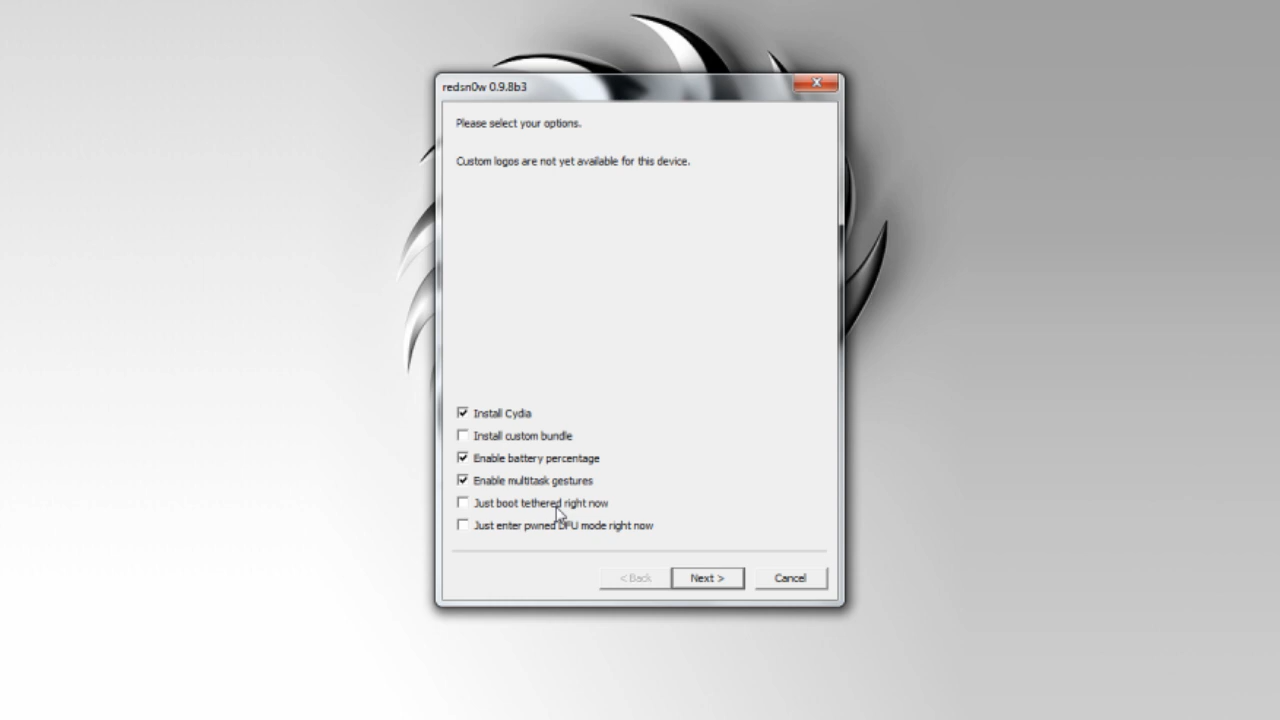 redsn0w 0.9.8b3
Please select your options.
Custom logos are not yet available for this device.
Install Cydia
Install custom bundle
Enable battery percentage
Enable multitask gestures
Just boot tethered right now
Just enter pwned DFU mode right now
< Back Next > Cancel